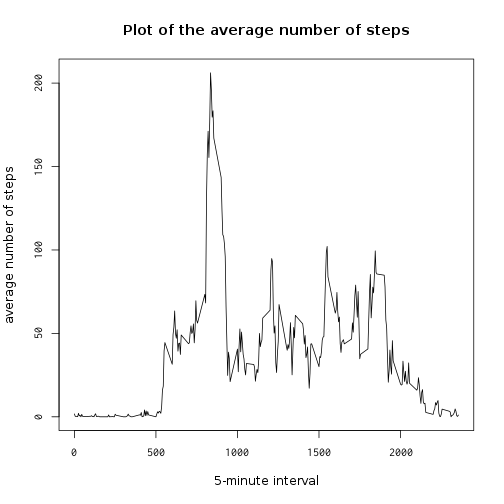 Plot of the average number of steps
average number of steps
200
150
100
50
0
0 500 1000 1500 2000
5-minute interval